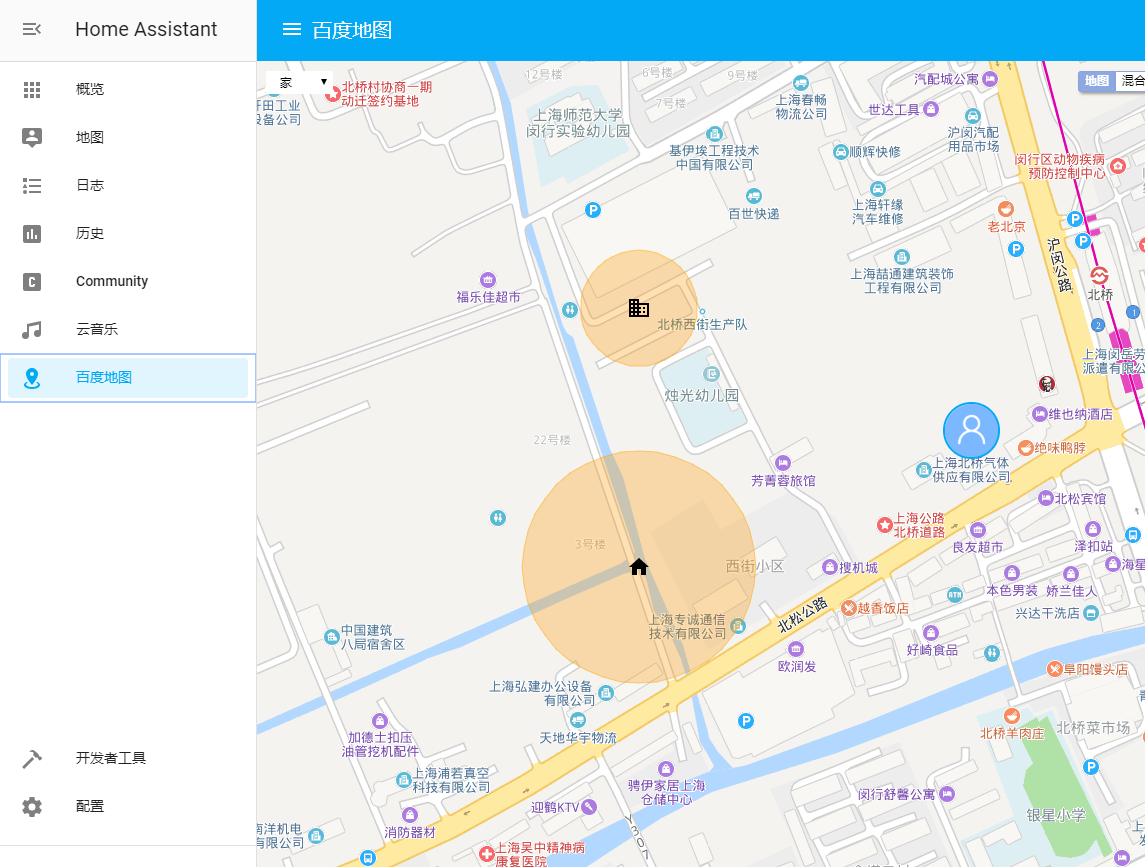 Home Assistant
百度地图
概览
地图
日志
历史
Community
云音乐
百度地图
开发者工具
配置
家
地图
混合
12号楼
6号楼
9号楼
7号楼
北桥村协商一期
动迁签约基地
开田工业
设备公司
上海师范大学
闵行实验幼儿园
上海春畅
物流公司
汽配城公寓
世达工具
沪闵汽配
用品市场
基伊埃工程技术
中国有限公司
顺辉快修
闵行区动物疾病
预防控制中心
百世快递
上海轩缘
汽车维修
老北京
P
P
P
P
沪闵公路
上海喆通建筑装饰
工程有限公司
北桥
福乐佳超市
北桥西街生产队
2
1
上海闵岳劳
派遣有限公
烛光幼儿园
维也纳酒店
22号楼
绝味鸭脖
上海北桥气体
供应有限公司
芳菁蓉旅馆
北松宾馆
上海公路
北桥道路
良友超市
泽扣站
3号楼
西街小区
搜机城
海星
本色男装
娇兰佳人
ATM
北松公路
越香饭店
兴达干洗店
上海专诚通信
技术有限公司
中国建筑
八局宿舍区
好崎食品
欧润发
阜阳馒头店
上海弘建办公设备
有限公司
P
天地华宇物流
加德士扣压
油管挖机配件
北桥羊肉庄
北桥菜市场
P
上海浦若真空
科技有限公司
骋伊家居上海
仓储中心
闵行舒馨公寓
迎鹤KTV
银星小学
消防器材
南洋机电
有限公司
Y30n
上海吴中精神病
康复医院